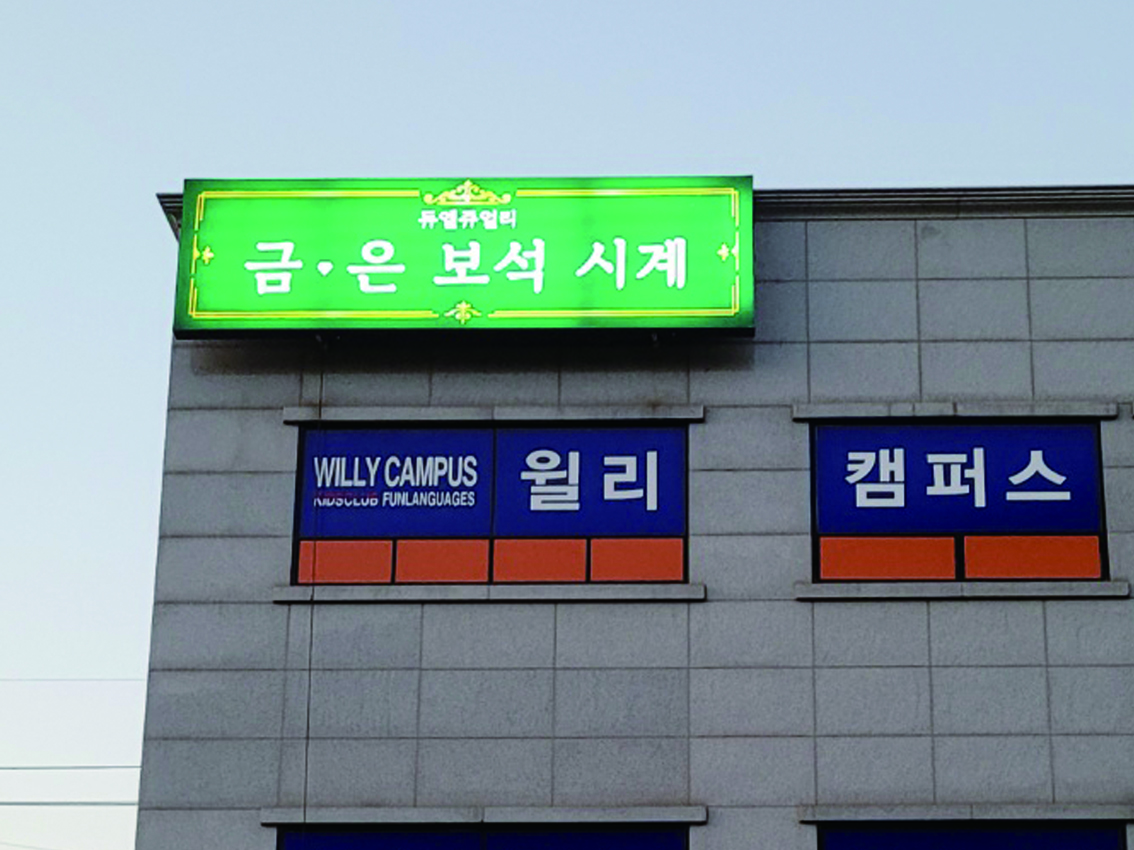 쥬엘쥬얼리
금·은 보석 시계
WILLY CAMPUS
KIDSCLUB FUNLANGUAGES
윌리
캠퍼스